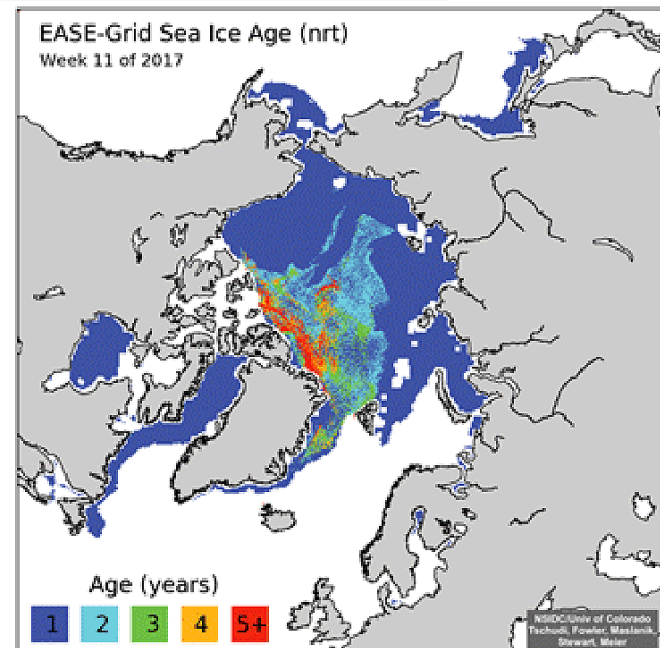 EASE-Grid Sea Ice Age (nrt)
Week 11 of 2017
Age (years)
1 2 3 4 5+
NSIDC/Univ of Colorado
Tschudi, Fowler, Maslanik,
Stewart, Meier